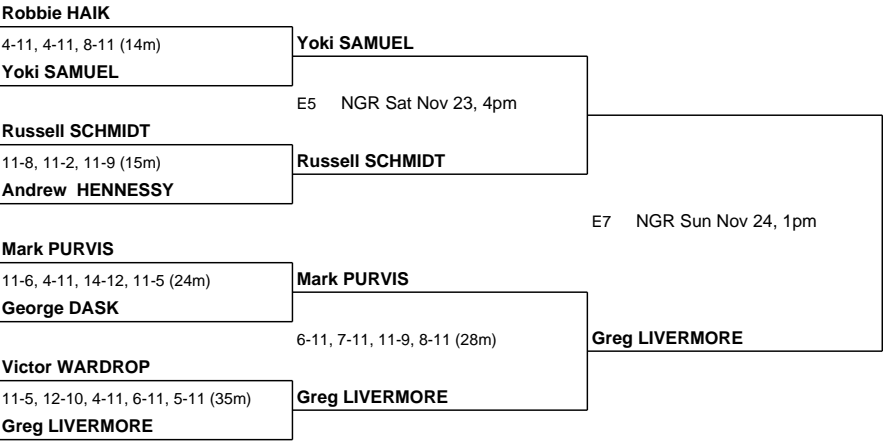 Robbie HAIK
4-11, 4-11, 8-11 (14m)
Yoki SAMUEL
Yoki SAMUEL
E5 NGR Sat Nov 23, 4pm
Russell SCHMIDT
11-8, 11-2, 11-9 (15m)
Russell SCHMIDT
Andrew HENNESSY
E7 NGR Sun Nov 24, 1pm
Mark PURVIS
11-6, 4-11, 14-12, 11-5 (24m)
Mark PURVIS
George DASK
6-11, 7-11, 11-9, 8-11 (28m)
Greg LIVERMORE
Victor WARDROP
11-5, 12-10, 4-11, 6-11, 5-11 (35m)
Greg LIVERMORE
Greg LIVERMORE